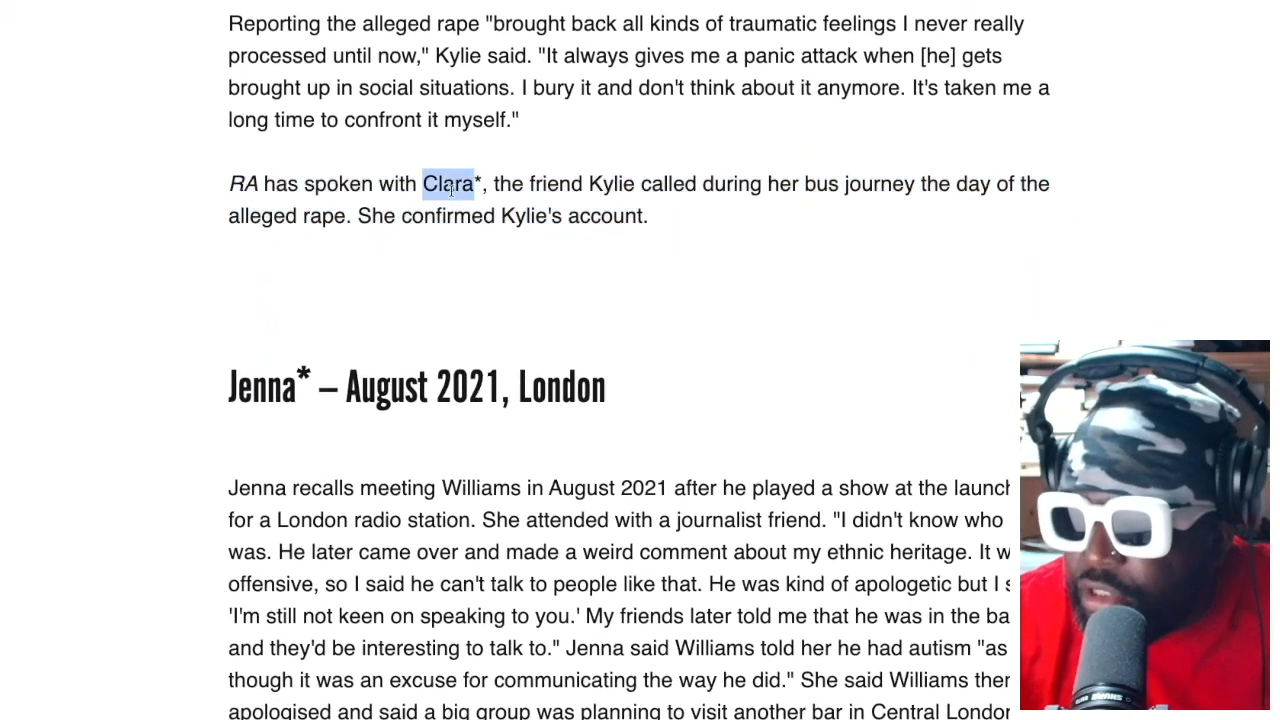 Reporting the alleged rape "brought back all kinds of traumatic feelings I never really
processed until now," Kylie said. "It always gives me a panic attack when [he] gets
brought up in social situations. I bury it and don't think about it anymore. It's taken me a
long time to confront it myself."
RA has spoken with Clara*, the friend Kylie called during her bus journey the day of the
alleged rape. She confirmed Kylie's account.
Jenna* – August 2021, London
Jenna recalls meeting Williams in August 2021 after he played a show at the launch
for a London radio station. She attended with a journalist friend. "I didn't know who
was. He later came over and made a weird comment about my ethnic heritage. It
offensive, so I said he can't talk to people like that. He was kind of apologetic but I
'I'm still not keen on speaking to you.' My friends later told me that he was in the
and they'd be interesting to talk to." Jenna said Williams told her he had autism "as
though it was an excuse for communicating the way he did." She said Williams
apologised and said a big group was planning to visit another bar in Central London
SHURE